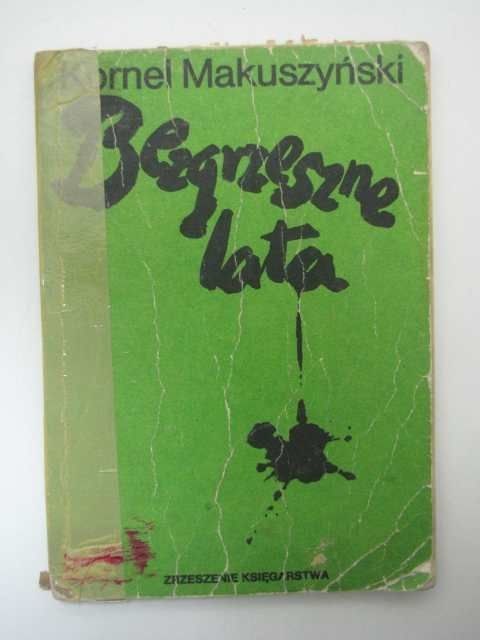 Kornel Makuszyński
Bezgrzeszne
lata
ZRZESZENIE KSIĘGARSTWA